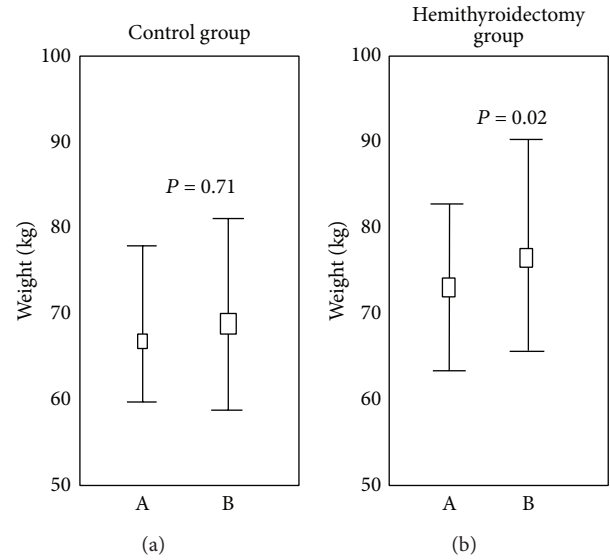 Control group
100
90
80
70
60
50
Weight (kg)
P = 0.71
A B
(a)
Hemithyroidectomy
group
100
90
80
70
60
50
Weight (kg)
P = 0.02
A B
(b)